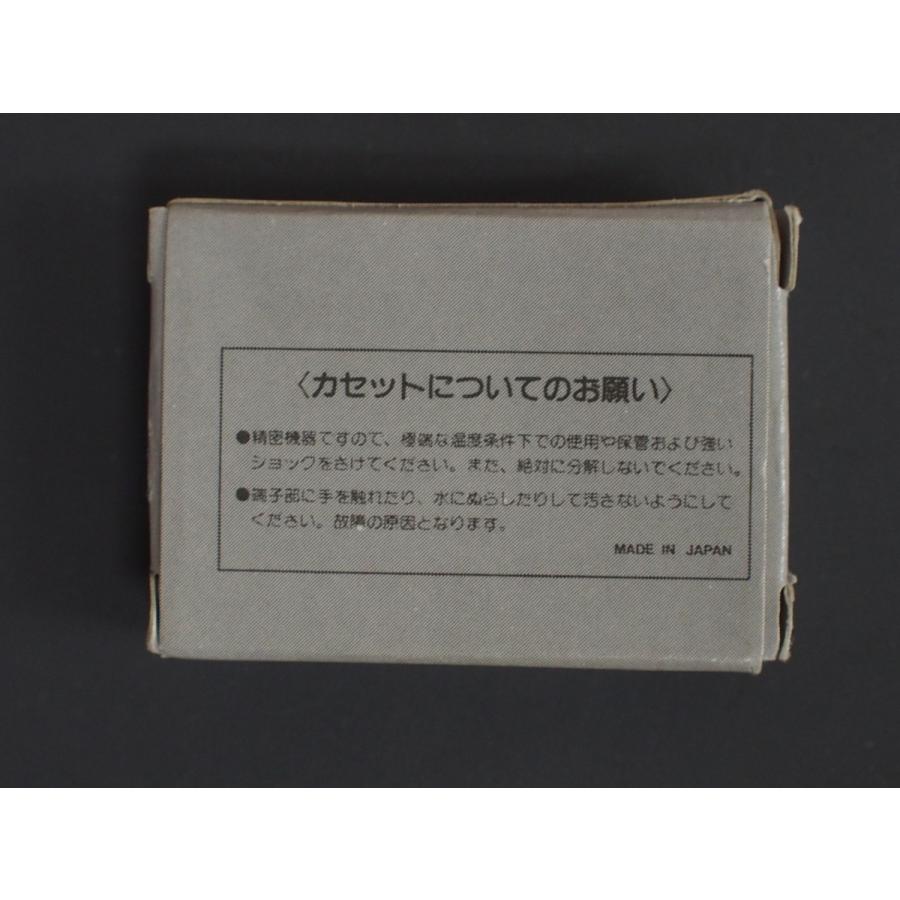 〈カセットについてのお願い〉
●精密機器ですので、極端な温度条件下での使用や保管および強い
ショックをさけてください。また、絶対に分解しないでください。
●端子部に手を触れたり、水にぬらしたりして汚さないようにして
ください。故障の原因となります。
MADE IN JAPAN